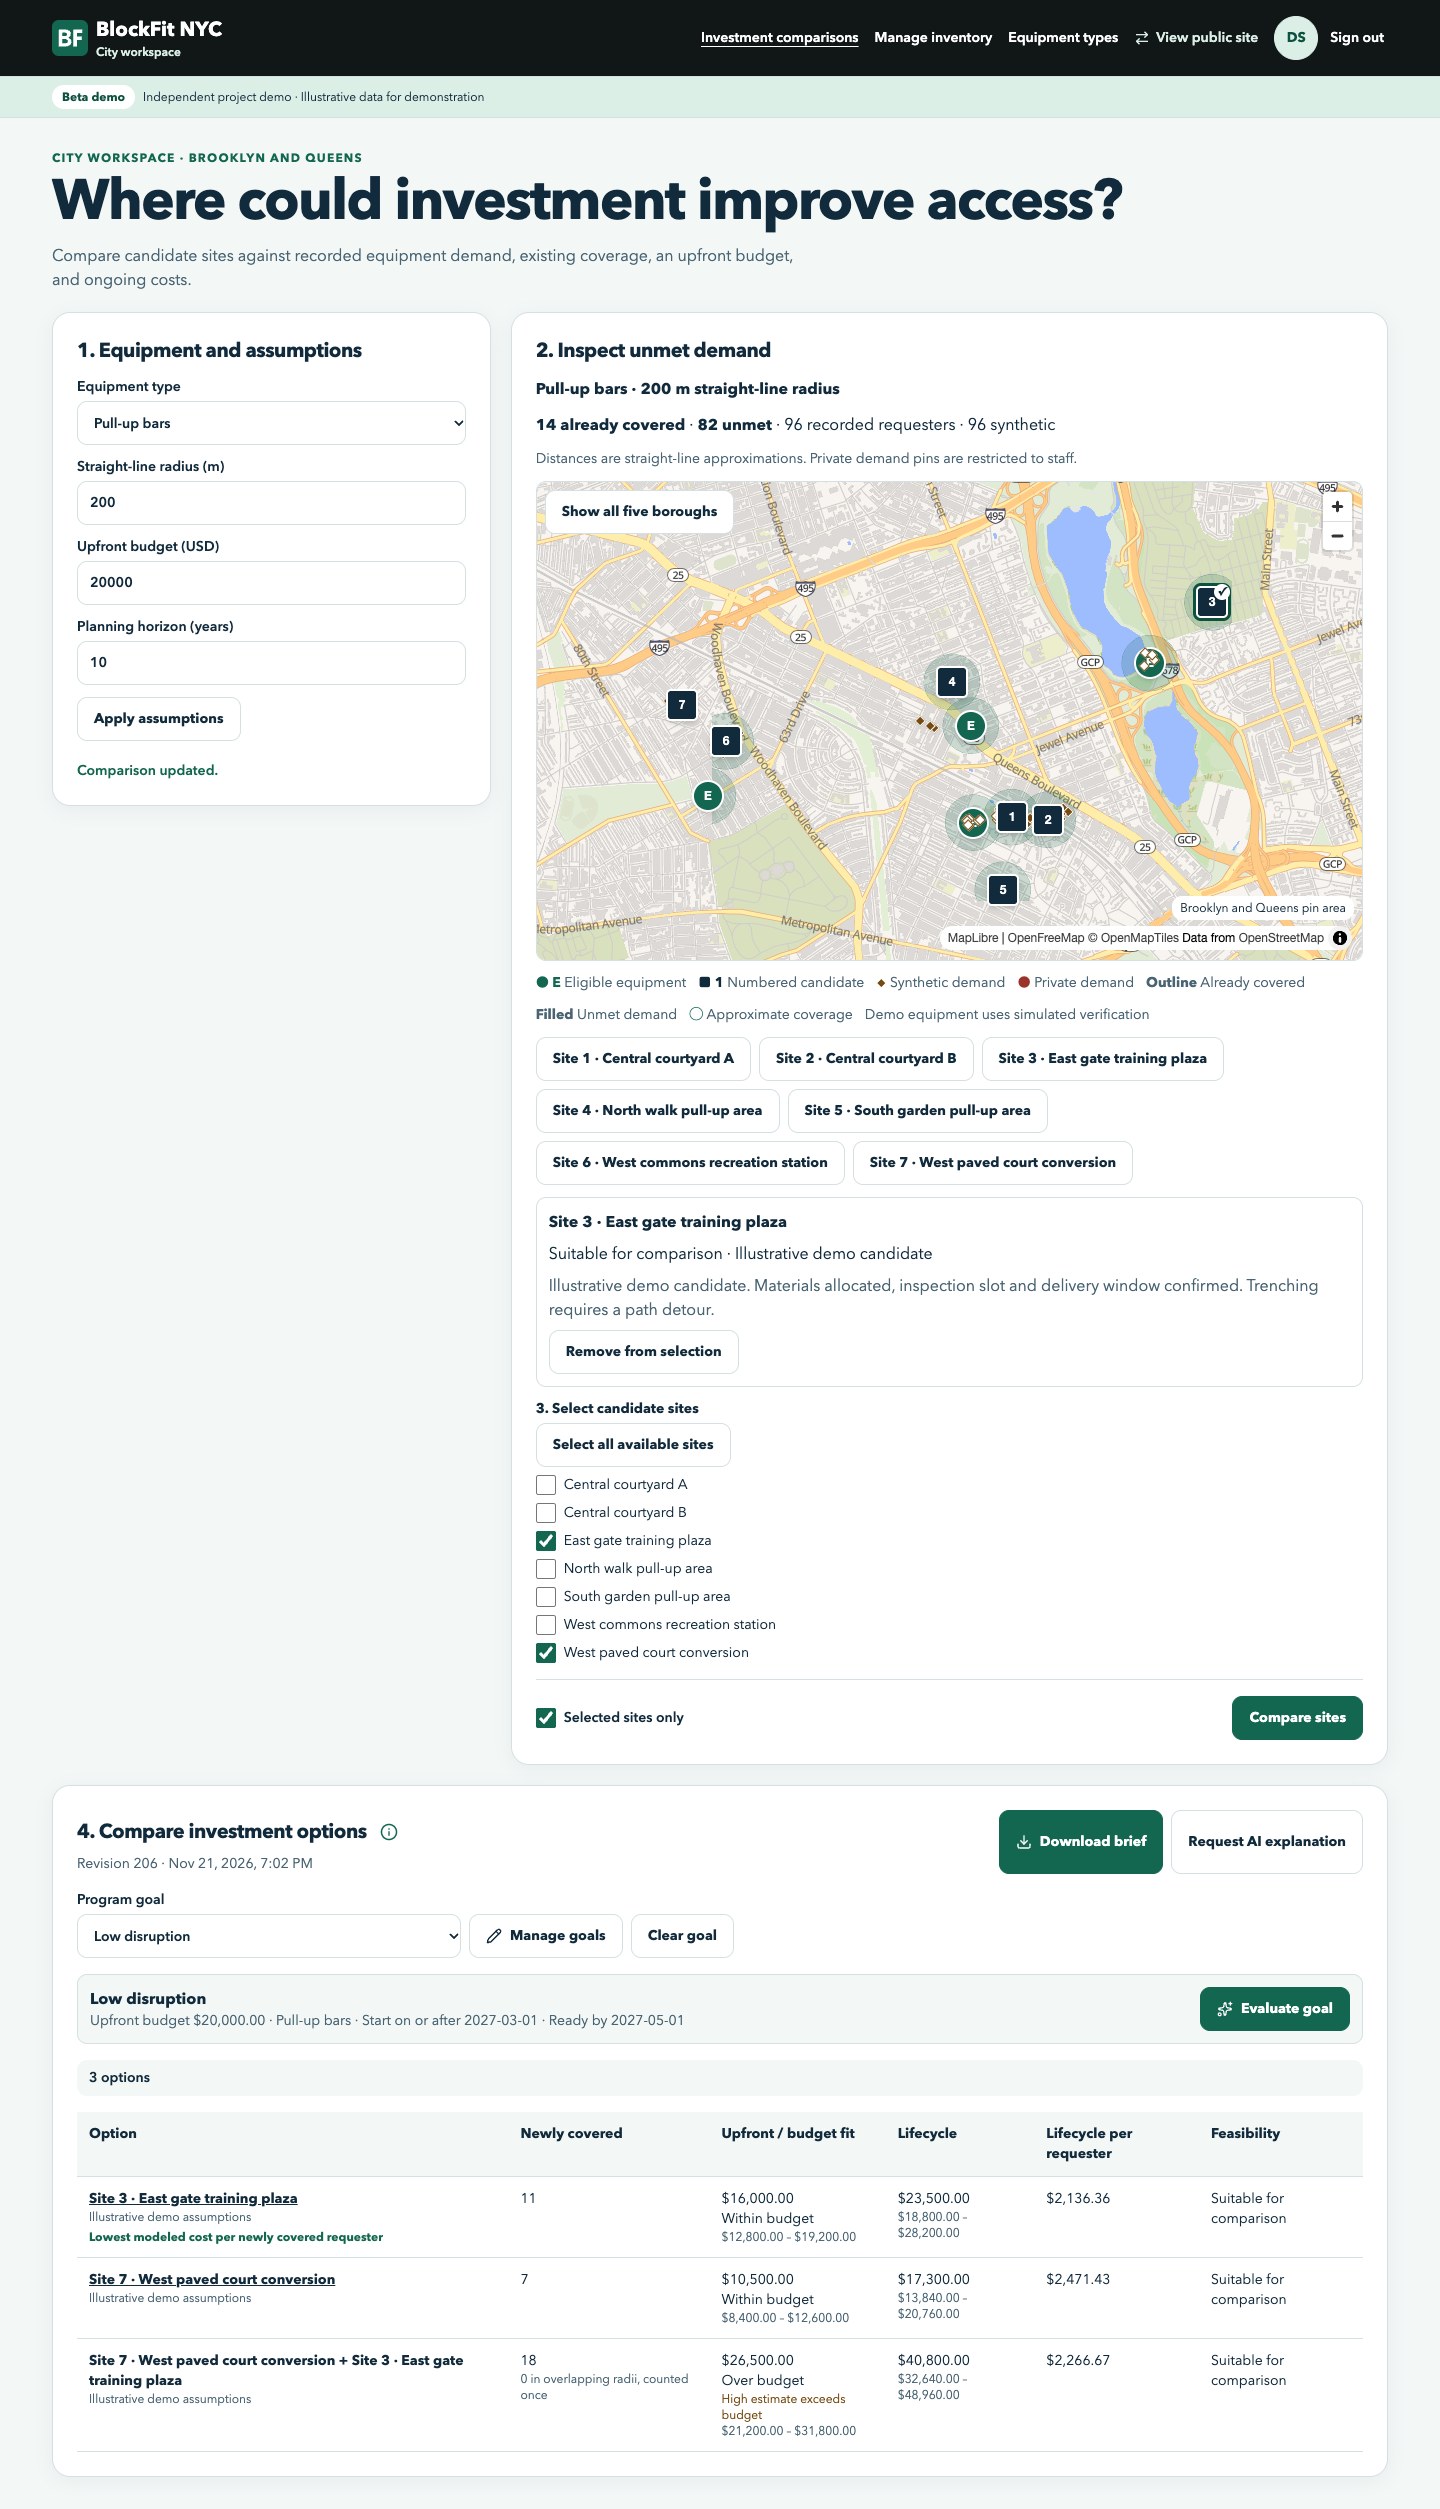 BF
BlockFit NYC
City workspace
Investment comparisons
Manage inventory
Equipment types
View public site
DS
Sign out
Beta demo
Independent project demo · Illustrative data for demonstration
CITY WORKSPACE · BROOKLYN AND QUEENS
Where could investment improve access?
Compare candidate sites against recorded equipment demand, existing coverage, an upfront budget,
and ongoing costs.
1. Equipment and assumptions
Equipment type
Pull-up bars
Straight-line radius (m)
200
Upfront budget (USD)
20000
Planning horizon (years)
10
Apply assumptions
Comparison updated.
2. Inspect unmet demand
Pull-up bars · 200 m straight-line radius
14 already covered · 82 unmet · 96 recorded requesters · 96 synthetic
Distances are straight-line approximations. Private demand pins are restricted to staff.
Show all five boroughs
495
495
25
495
495
25
Main Street
80th Street
Woodhaven Boulevard
63rd Drive
Woodhaven Boulevard
Jewel Avenue
Queens Boulevard
GCP
678
GCP
25
GCP
Main Street
Metropolitan Avenue
3
4
E
7
6
E
1
2
5
Brooklyn and Queens pin area
MapLibre | OpenFreeMap © OpenMapTiles Data from OpenStreetMap
E Eligible equipment
1 Numbered candidate
Synthetic demand
Private demand
Outline Already covered
Filled Unmet demand
Approximate coverage
Demo equipment uses simulated verification
Site 1 · Central courtyard A
Site 2 · Central courtyard B
Site 3 · East gate training plaza
Site 4 · North walk pull-up area
Site 5 · South garden pull-up area
Site 6 · West commons recreation station
Site 7 · West paved court conversion
Site 3 · East gate training plaza
Suitable for comparison · Illustrative demo candidate
Illustrative demo candidate. Materials allocated, inspection slot and delivery window confirmed. Trenching
requires a path detour.
Remove from selection
3. Select candidate sites
Select all available sites
Central courtyard A
Central courtyard B
East gate training plaza
North walk pull-up area
South garden pull-up area
West commons recreation station
West paved court conversion
Selected sites only
Compare sites
4. Compare investment options
Revision 206 · Nov 21, 2026, 7:02 PM
Download brief
Request AI explanation
Program goal
Low disruption
Manage goals
Clear goal
Low disruption
Upfront budget $20,000.00 · Pull-up bars · Start on or after 2027-03-01 · Ready by 2027-05-01
Evaluate goal
3 options
Option
Newly covered
Upfront / budget fit
Lifecycle
Lifecycle per
requester
Feasibility
Site 3 · East gate training plaza
Illustrative demo assumptions
Lowest modeled cost per newly covered requester
11
$16,000.00
Within budget
$12,800.00 – $19,200.00
$23,500.00
$18,800.00 –
$28,200.00
$2,136.36
Suitable for
comparison
Site 7 · West paved court conversion
Illustrative demo assumptions
7
$10,500.00
Within budget
$8,400.00 – $12,600.00
$17,300.00
$13,840.00 –
$20,760.00
$2,471.43
Suitable for
comparison
Site 7 · West paved court conversion + Site 3 · East gate
training plaza
Illustrative demo assumptions
18
0 in overlapping radii, counted
once
$26,500.00
Over budget
High estimate exceeds
budget
$21,200.00 – $31,800.00
$40,800.00
$32,640.00 –
$48,960.00
$2,266.67
Suitable for
comparison